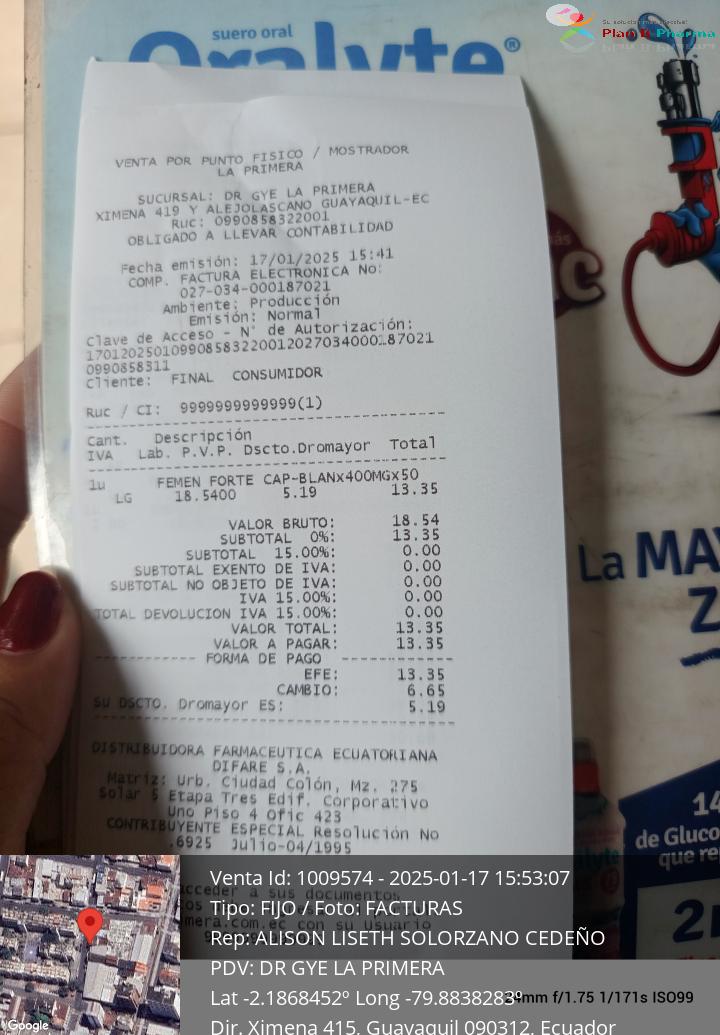 suero oral
Oralyte®
Plan B Pharma
VENTA POR PUNTO FISICO / MOSTRADOR
LA PRIMERA
SUCURSAL: DR GYE LA PRIMERA
XIMENA 419 Y ALEJOLASCANO GUAYAQUIL-EC
Ruc: 0990858322001
OBLIGADO A LLEVAR CONTABILIDAD
Fecha emisión: 17/01/2025 15:41
COMP. FACTURA ELECTRONICA No:
027-034-000187021
Ambiente: Producción
Emisión: Normal
Clave de Acceso - N° de Autorización:
0990858311
Cliente: FINAL CONSUMIDOR
Ruc / CI: 9999999999999(1)
Cant. Descripción
IVA Lab. P.V.P. Dscto.Dromayor Total
1u FEMEN FORTE CAP-BLANx400MGx50
LG 18.5400 5.19 13.35
VALOR BRUTO: 18.54
SUBTOTAL 0%: 13.35
SUBTOTAL 15.00%: 0.00
SUBTOTAL EXENTO DE IVA: 0.00
SUBTOTAL NO OBJETO DE IVA: 0.00
IVA 15.00%: 0.00
TOTAL DEVOLUCION IVA 15.00%: 0.00
VALOR TOTAL: 13.35
VALOR A PAGAR: 13.35
FORMA DE PAGO
EFE: 13.35
CAMBIO: 6.65
SU DSCTO. Dromayor ES: 5.19
DISTRIBUIDORA FARMACEUTICA ECUATORIANA
DIFARE S.A.
Matriz: Urb. Ciudad Colón, Mz. 275
Solar 5 Etapa Tres Edif. Corporativo
Uno Piso 4 Ofic 423
CONTRIBUYENTE ESPECIAL Resolución No
.6925 Julio-04/1995
acceder a sus documentos
su Usuario
La MA
Z
14
de Gluco
que re
2
Venta Id: 1009574 - 2025-01-17 15:53:07
Tipo: FIJO / Foto: FACTURAS
Rep: ALISON LISETH SOLORZANO CEDEÑO
PDV: DR GYE LA PRIMERA
Lat -2.1868452º Long
24mm f/1.75 1/171s ISO99
Dir. Ximena 415, Guayaquil 090312, Ecuador
Google